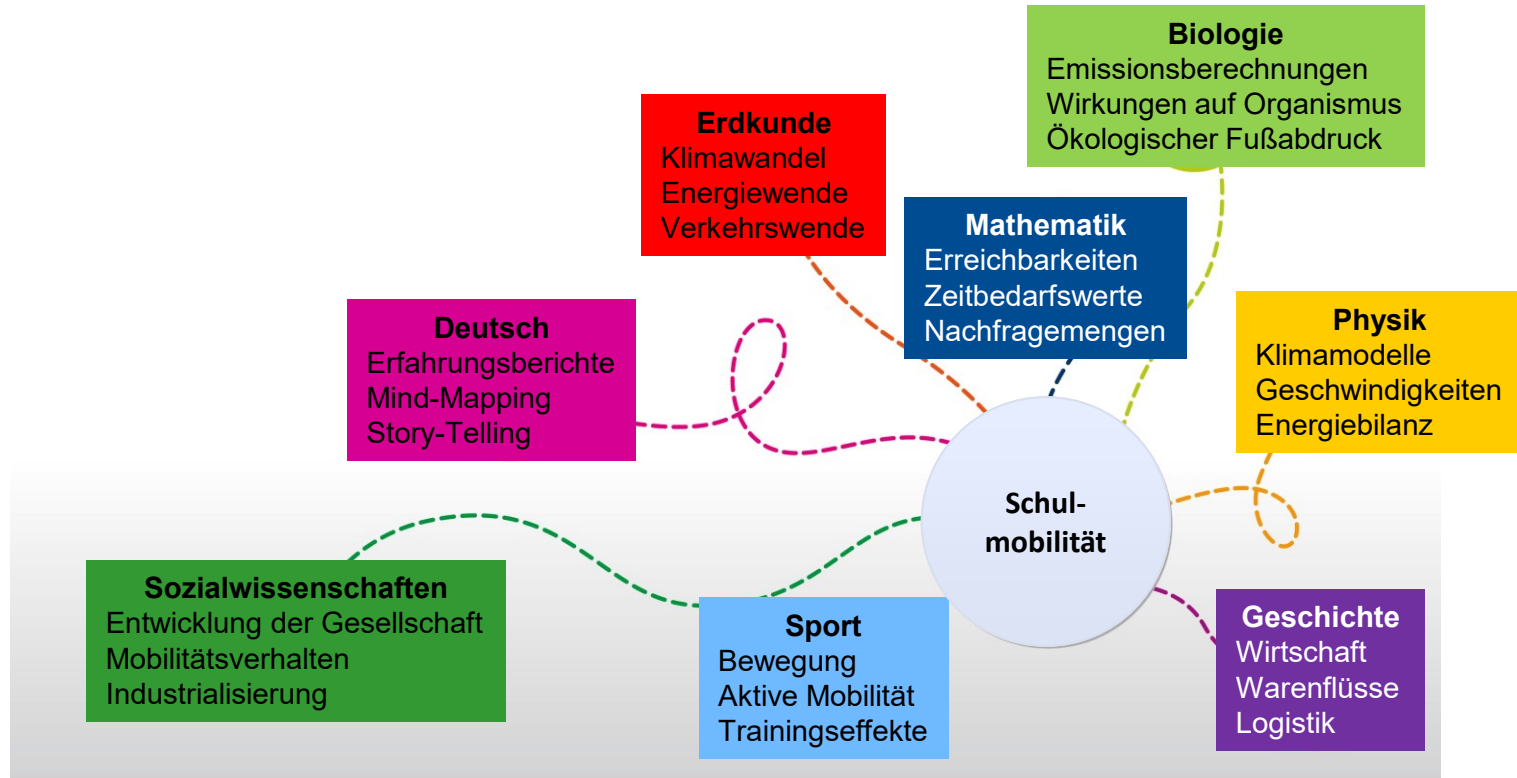 Biologie
Emissionsberechnungen
Wirkungen auf Organismus
Ökologischer Fußabdruck
Erdkunde
Klimawandel
Energiewende
Verkehrswende
Mathematik
Erreichbarkeiten
Zeitbedarfswerte
Nachfragemengen
Deutsch
Erfahrungsberichte
Mind-Mapping
Story-Telling
Physik
Klimamodelle
Geschwindigkeiten
Energiebilanz
Schul-
mobilität
Sozialwissenschaften
Entwicklung der Gesellschaft
Mobilitätsverhalten
Industrialisierung
Sport
Bewegung
Aktive Mobilität
Trainingseffekte
Geschichte
Wirtschaft
Warenflüsse
Logistik